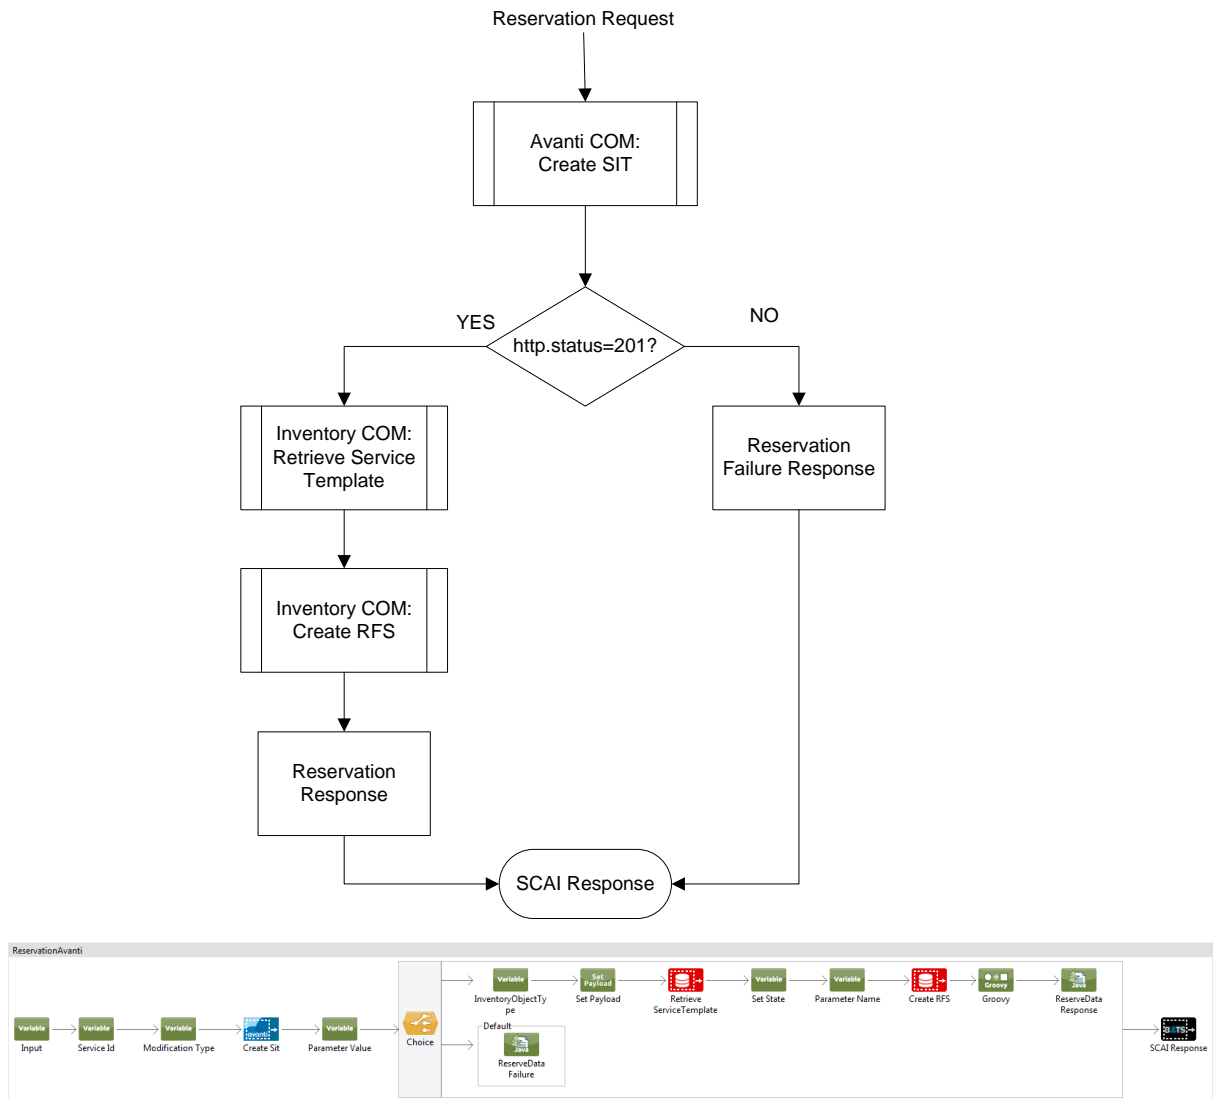 Reservation Request
Avanti COM:
Create SIT
YES
NO
http.status=201?
Inventory COM:
Retrieve Service
Template
Reservation
Failure Response
Inventory COM:
Create RFS
Reservation
Response
SCAI Response
ReservationAvanti
Variable
Set
Payload
Variable
Variable
Groovy
Java
InventoryObjectTy
pe
Set Payload
Retrieve
ServiceTemplate
Set State
Parameter Name
Create RFS
Groovy
ReserveData
Response
Variable
Variable
Variable
avanti
Variable
Default
Java
BATS
Input
Service Id
Modification Type
Create Sit
Parameter Value
Choice
ReserveData
Failure
SCAI Response